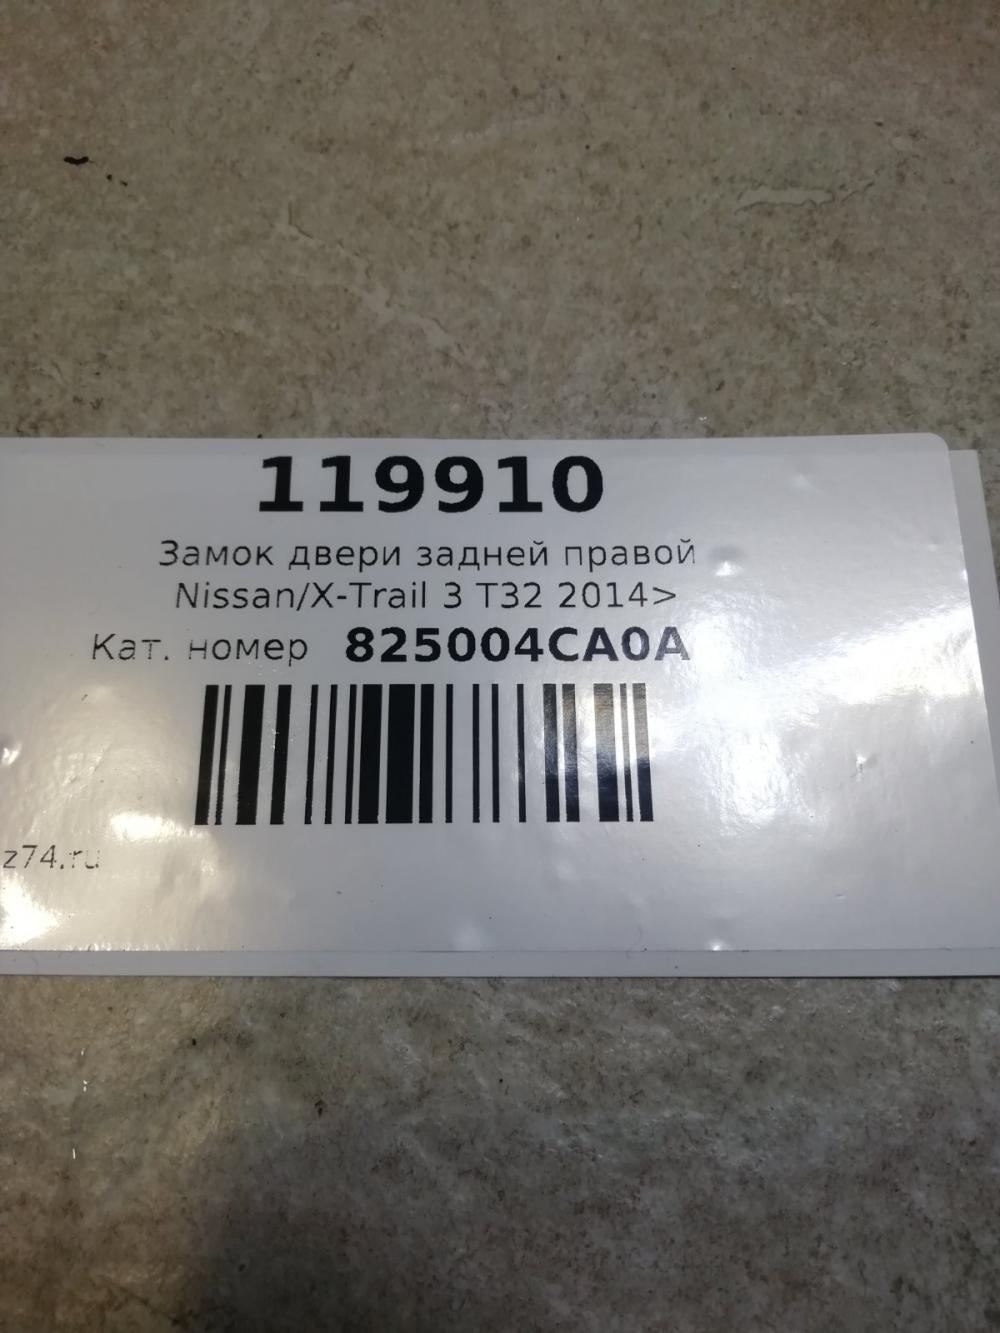 119910
Замок двери задней правой
Nissan/X-Trail 3 T32 2014>
Кат. номер 825004CA0A
z74.ru